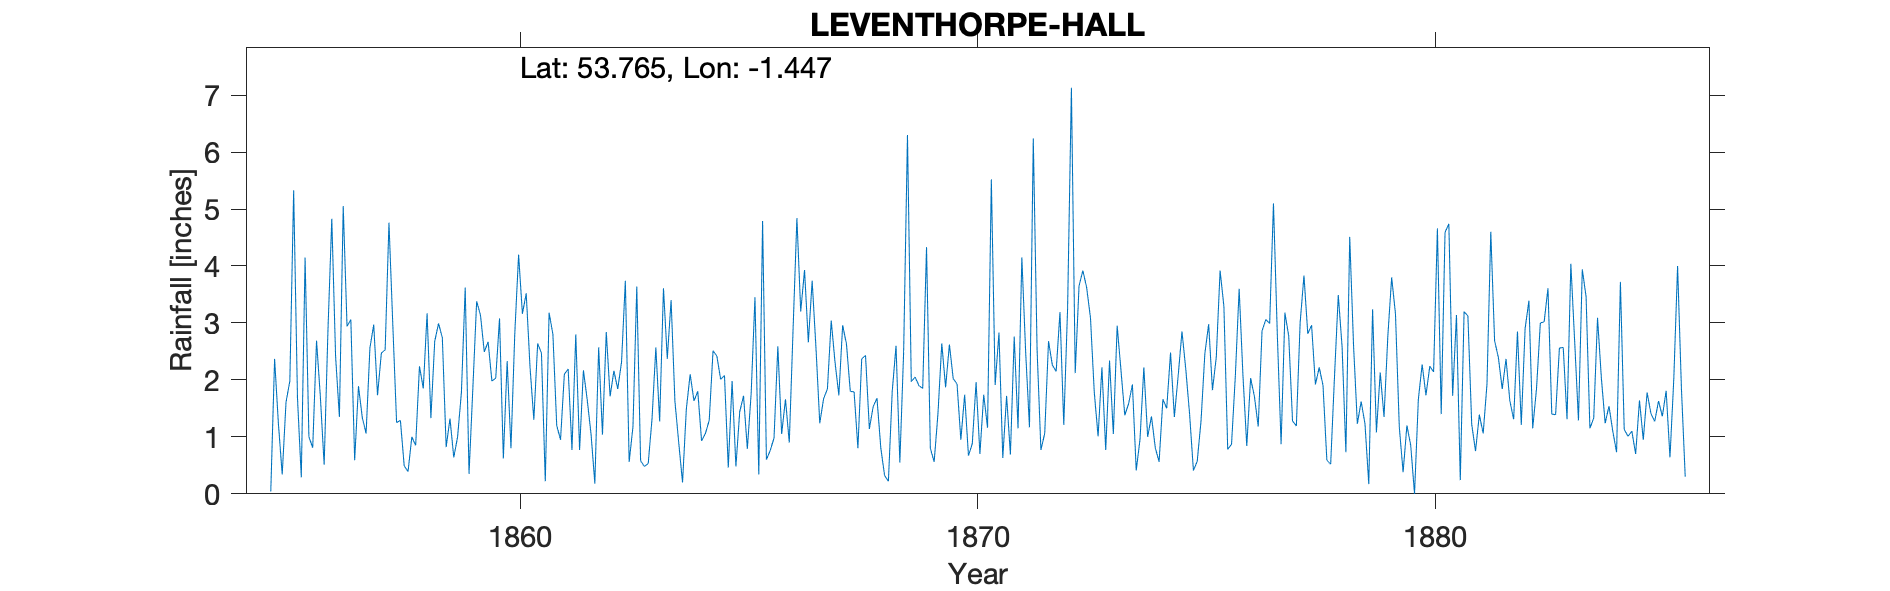 LEVENTHORPE-HALL
Lat: 53.765, Lon: -1.447
7
6
5
4
3
2
1
0
Rainfall [inches]
1860 1870 1880
Year